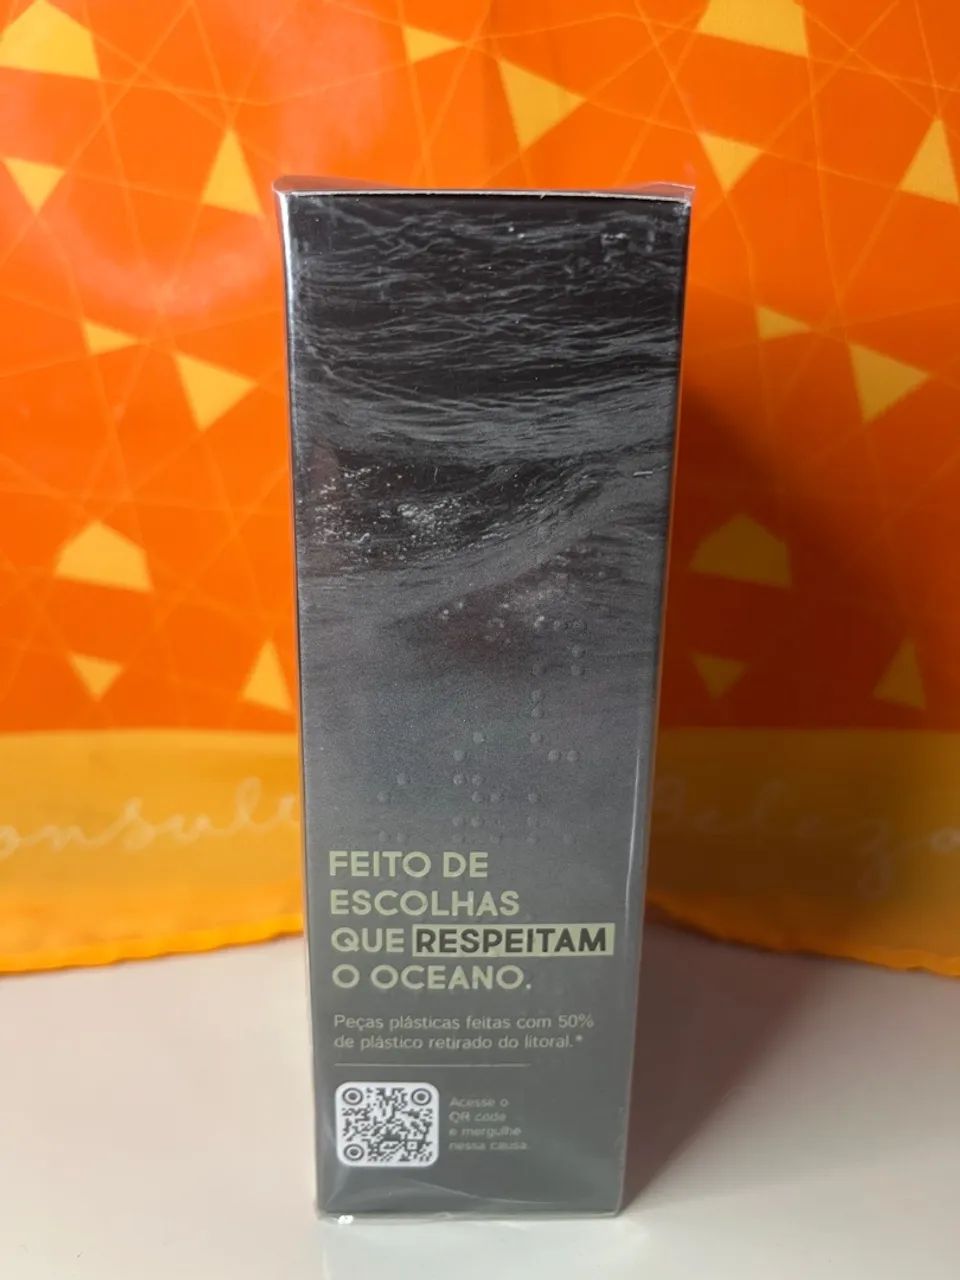 FEITO DE
ESCOLHAS
QUE RESPEITAM
O OCEANO.
Peças plásticas feitas com 50%
de plástico retirado do litoral.*
Acesse o
QR code
e mergulhe
nessa causa.